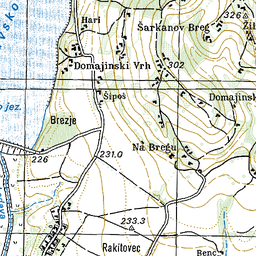 Hari
Šarkanov Breg
326
Domajinski Vrh
302
jez.
Šipoš
Domajinsk
Brezje
226
231.0
Na Bregu
233.3
Rakitovec
Benc.